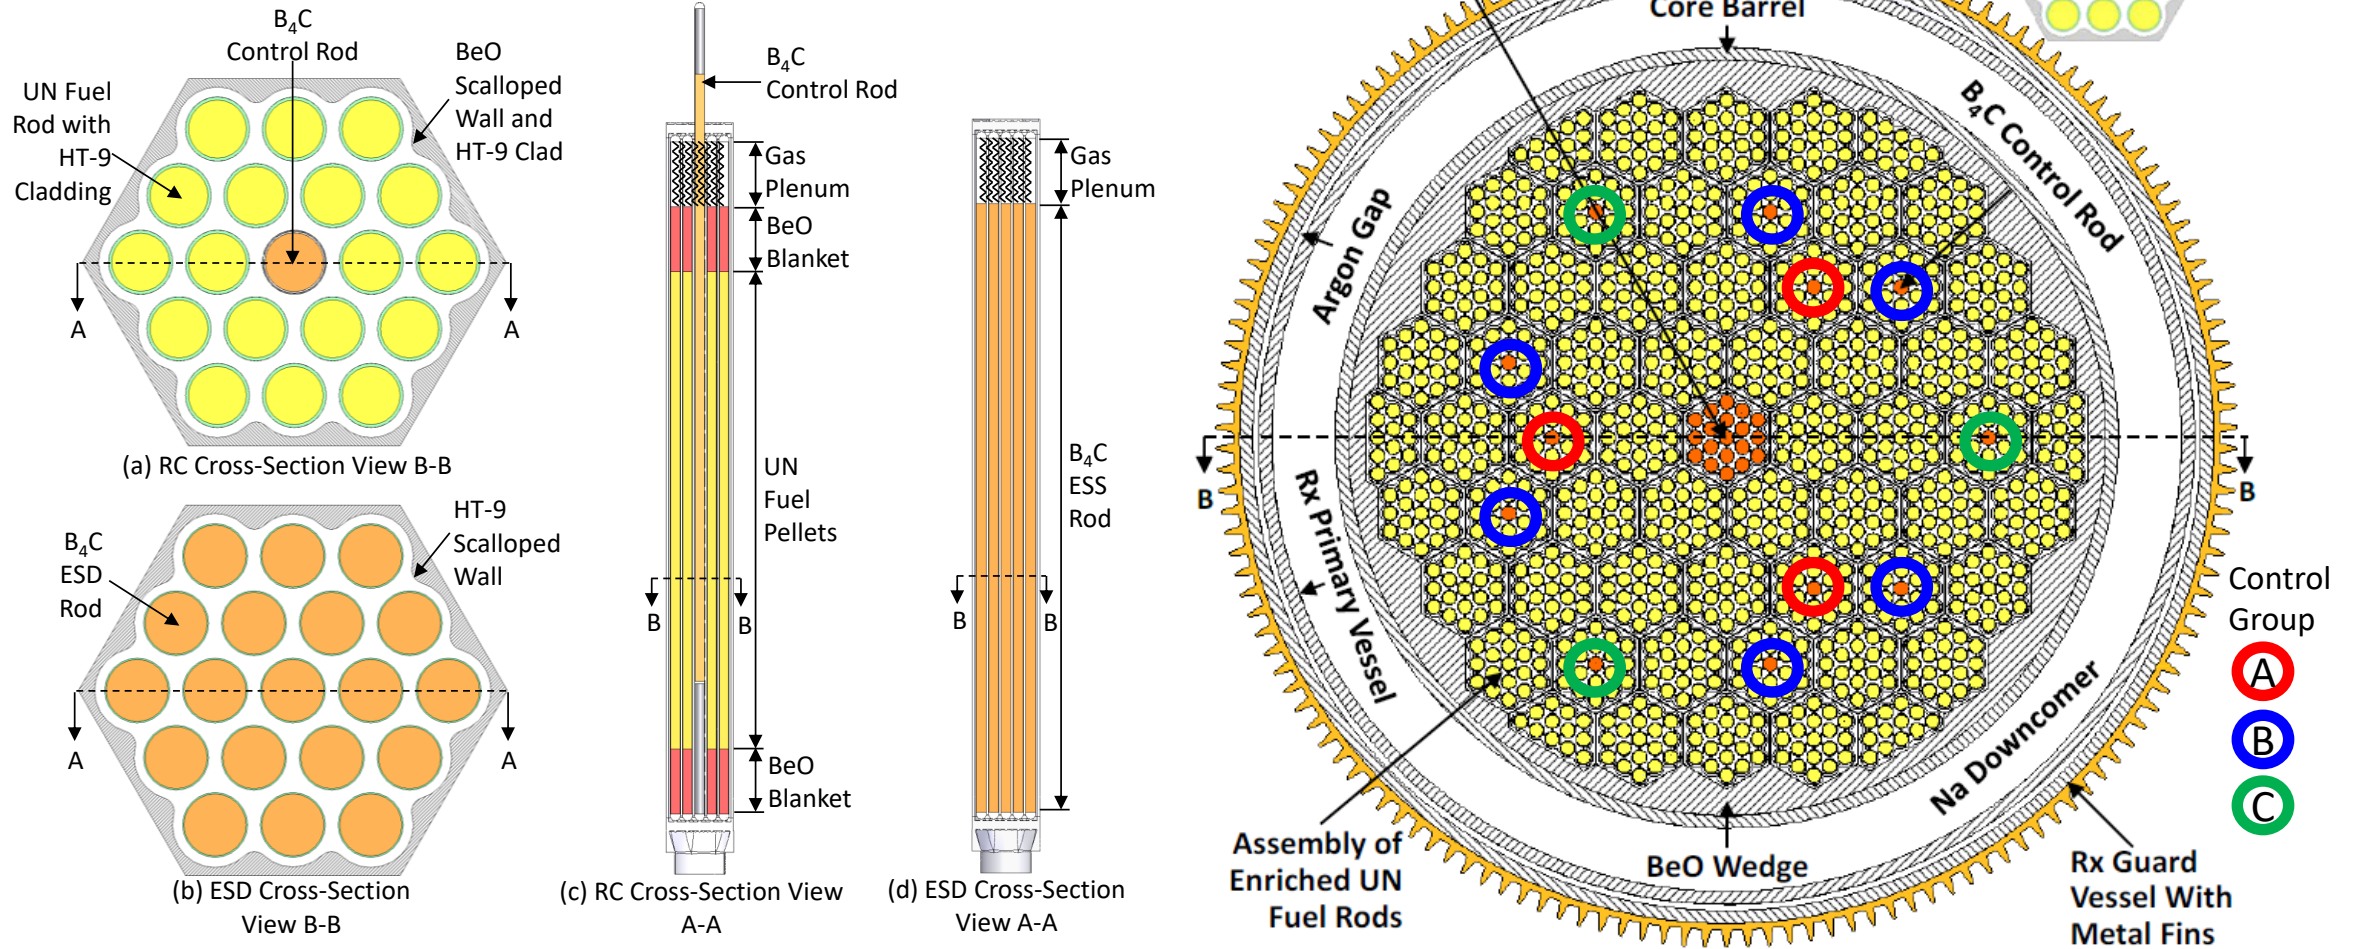 B4C
Control Rod
UN Fuel
Rod with
HT-9
Cladding
BeO
Scalloped
Wall and
HT-9 Clad
A
A
(a) RC Cross-Section View B-B
B4C
ESD
Rod
HT-9
Scalloped
Wall
A
A
(b) ESD Cross-Section
View B-B
B4C
Control Rod
Gas
Plenum
BeO
Blanket
UN
Fuel
Pellets
B
B
BeO
Blanket
(c) RC Cross-Section View
A-A
Gas
Plenum
B4C
ESS
Rod
B
B
(d) ESD Cross-Section
View A-A
Core Barrel
B4C Control Rod
Argon Gap
Rx Primary Vessel
B
B
Na Downcomer
Assembly of
Enriched UN
Fuel Rods
BeO Wedge
Rx Guard
Vessel With
Metal Fins
Control
Group
A
B
C